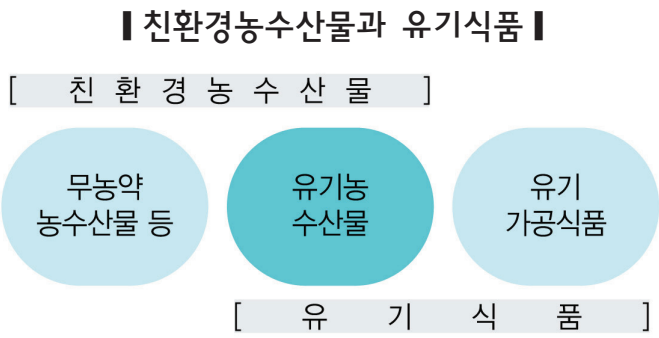 ▌친환경농수산물과 유기식품▐
[ 친 환 경 농 수 산 물 ]
무농약
농수산물 등
유기농
수산물
유기
가공식품
[ 유 기 식 품 ]